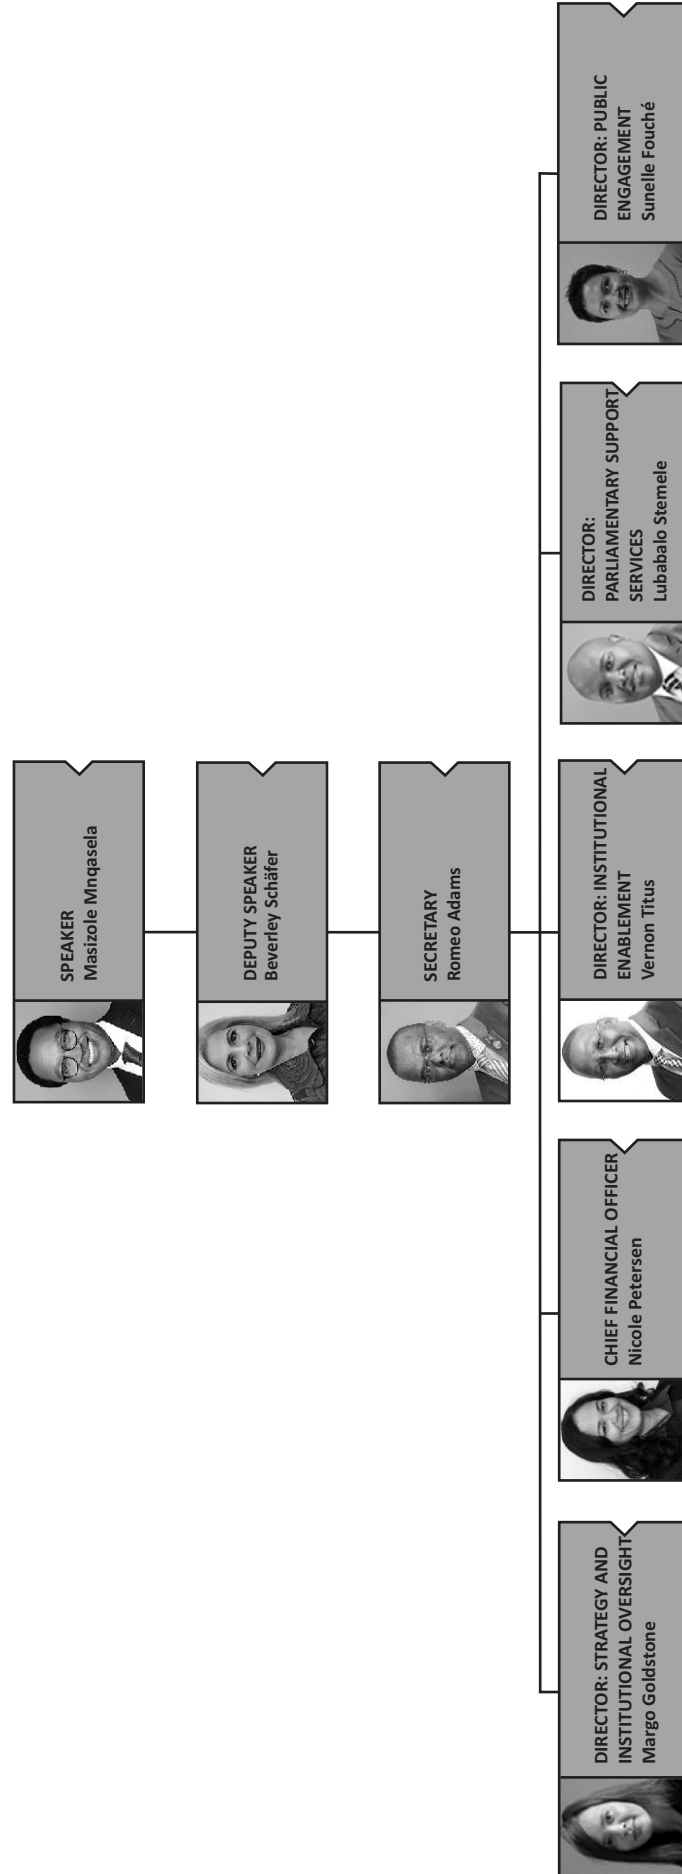 SPEAKER
Masizole Mnqasela
DEPUTY SPEAKER
Beverley Schäfer
SECRETARY
Romeo Adams
DIRECTOR: STRATEGY AND
INSTITUTIONAL OVERSIGHT
Margo Goldstone
CHIEF FINANCIAL OFFICER
Nicole Petersen
DIRECTOR: INSTITUTIONAL
ENABLEMENT
Vernon Titus
DIRECTOR:
PARLIAMENTARY SUPPORT
SERVICES
Lubabalo Stemele
DIRECTOR: PUBLIC
ENGAGEMENT
Sunelle Fouché